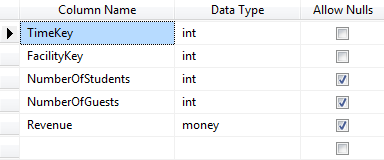 Column Name Data Type Allow Nulls
TimeKey int
FacilityKey int
NumberOfStudents int
NumberOfGuests int
Revenue money